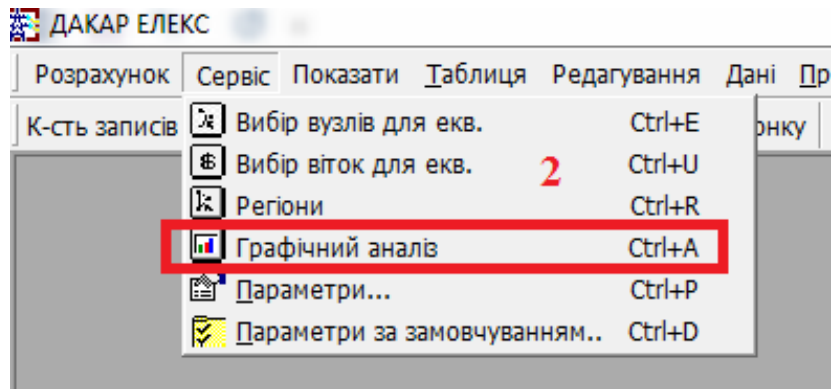 ДАКАР ЕЛЕКС
Розрахунок Сервіс Показати Таблиця Редагування Дані Пр
К-сть записів онку
Вибір вузлів для екв. Ctrl+E
Вибір віток для екв. Ctrl+U
2
Регіони Ctrl+R
Графічний аналіз Ctrl+A
Параметри... Ctrl+P
Параметри за замовчуванням.. Ctrl+D